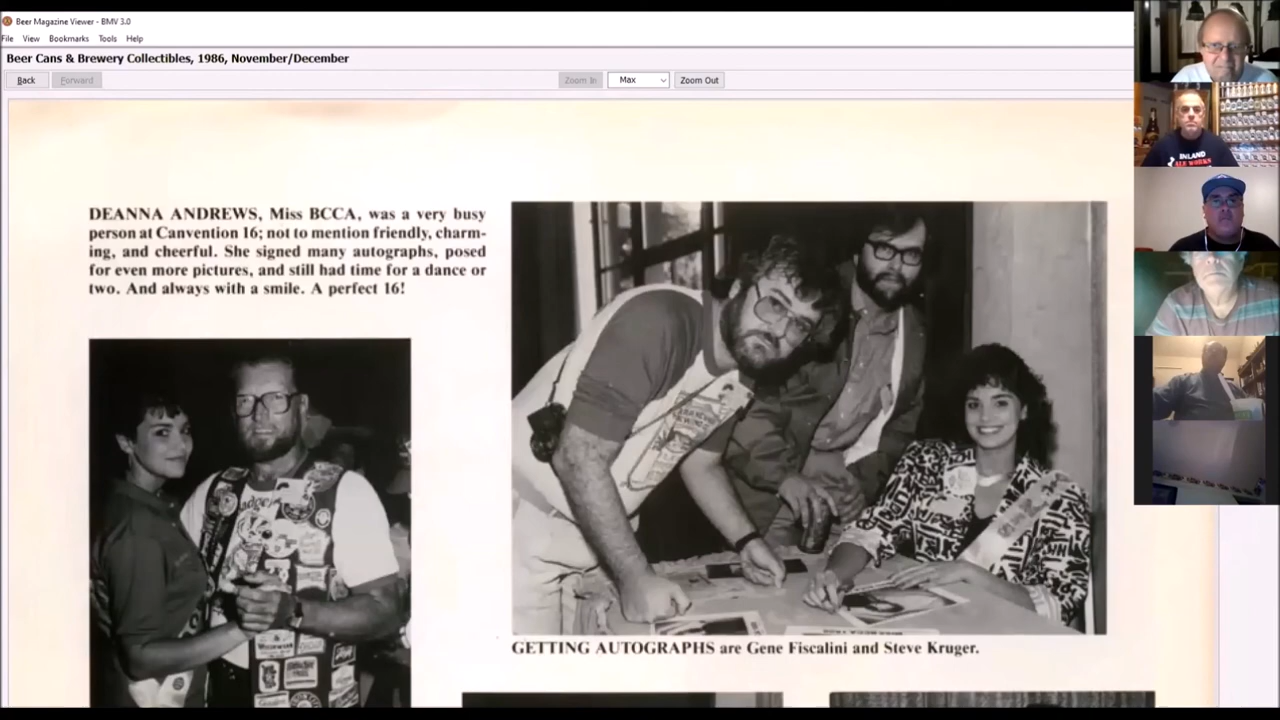 Beer Magazine Viewer - BMV 3.0
File View Bookmarks Tools Help
Beer Cans & Brewery Collectibles, 1986, November/December
Back Forward Zoom In Max Zoom Out
DEANNA ANDREWS, Miss BCCA, was a very busy
person at Canvention 16; not to mention friendly, charm-
ing, and cheerful. She signed many autographs, posed
for even more pictures, and still had time for a dance or
two. And always with a smile. A perfect 16!
GETTING AUTOGRAPHS are Gene Fiscalini and Steve Kruger.
INLAND
ALE WORKS